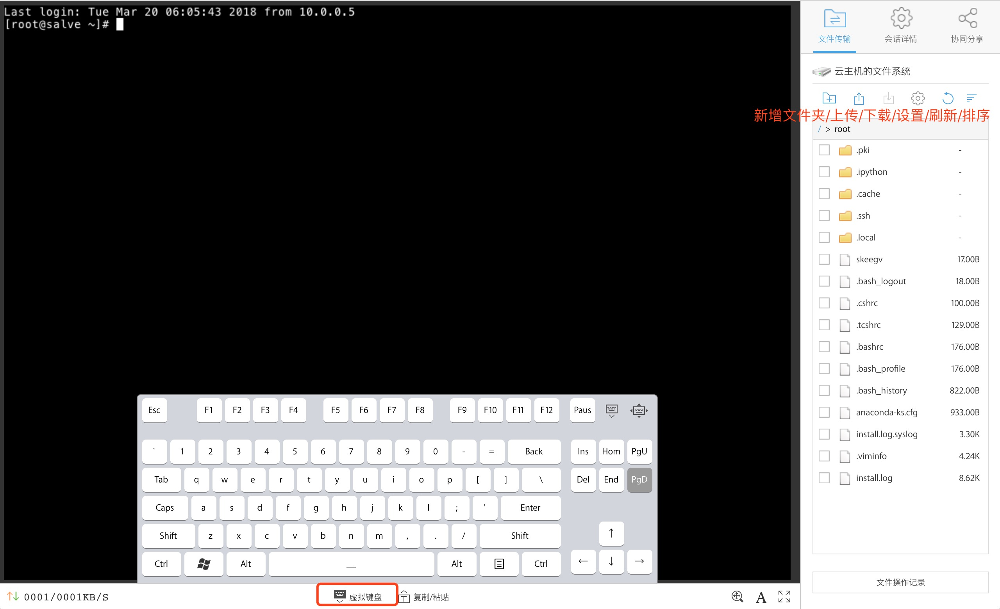 Last login: Tue Mar 20 06:05:43 2018 from 10.0.0.5
[root@salve ~]#
文件传输 会话详情 协同分享
云主机的文件系统
新增文件夹/上传/下载/设置/刷新/排序
/ > root
.pki -
.ipython -
.cache -
.ssh -
.local -
skeegv 17.00B
.bash_logout 18.00B
.cshrc 100.00B
.tcshrc 129.00B
.bashrc 176.00B
.bash_profile 176.00B
.bash_history 822.00B
anaconda-ks.cfg 933.00B
install.log.syslog 3.30K
.viminfo 4.24K
install.log 8.62K
文件操作记录
Esc F1 F2 F3 F4 F5 F6 F7 F8 F9 F10 F11 F12 Paus
` 1 2 3 4 5 6 7 8 9 0 - = Back Ins Hom PgU
Tab q w e r t y u i o p [ ] \ Del End PgD
Caps a s d f g h j k l ; ' Enter
Shift z x c v b n m , . / Shift ↑
Ctrl Alt __ Alt Ctrl ← ↓ →
↑↓ 0001/0001KB/S 虚拟键盘 复制/粘贴 A